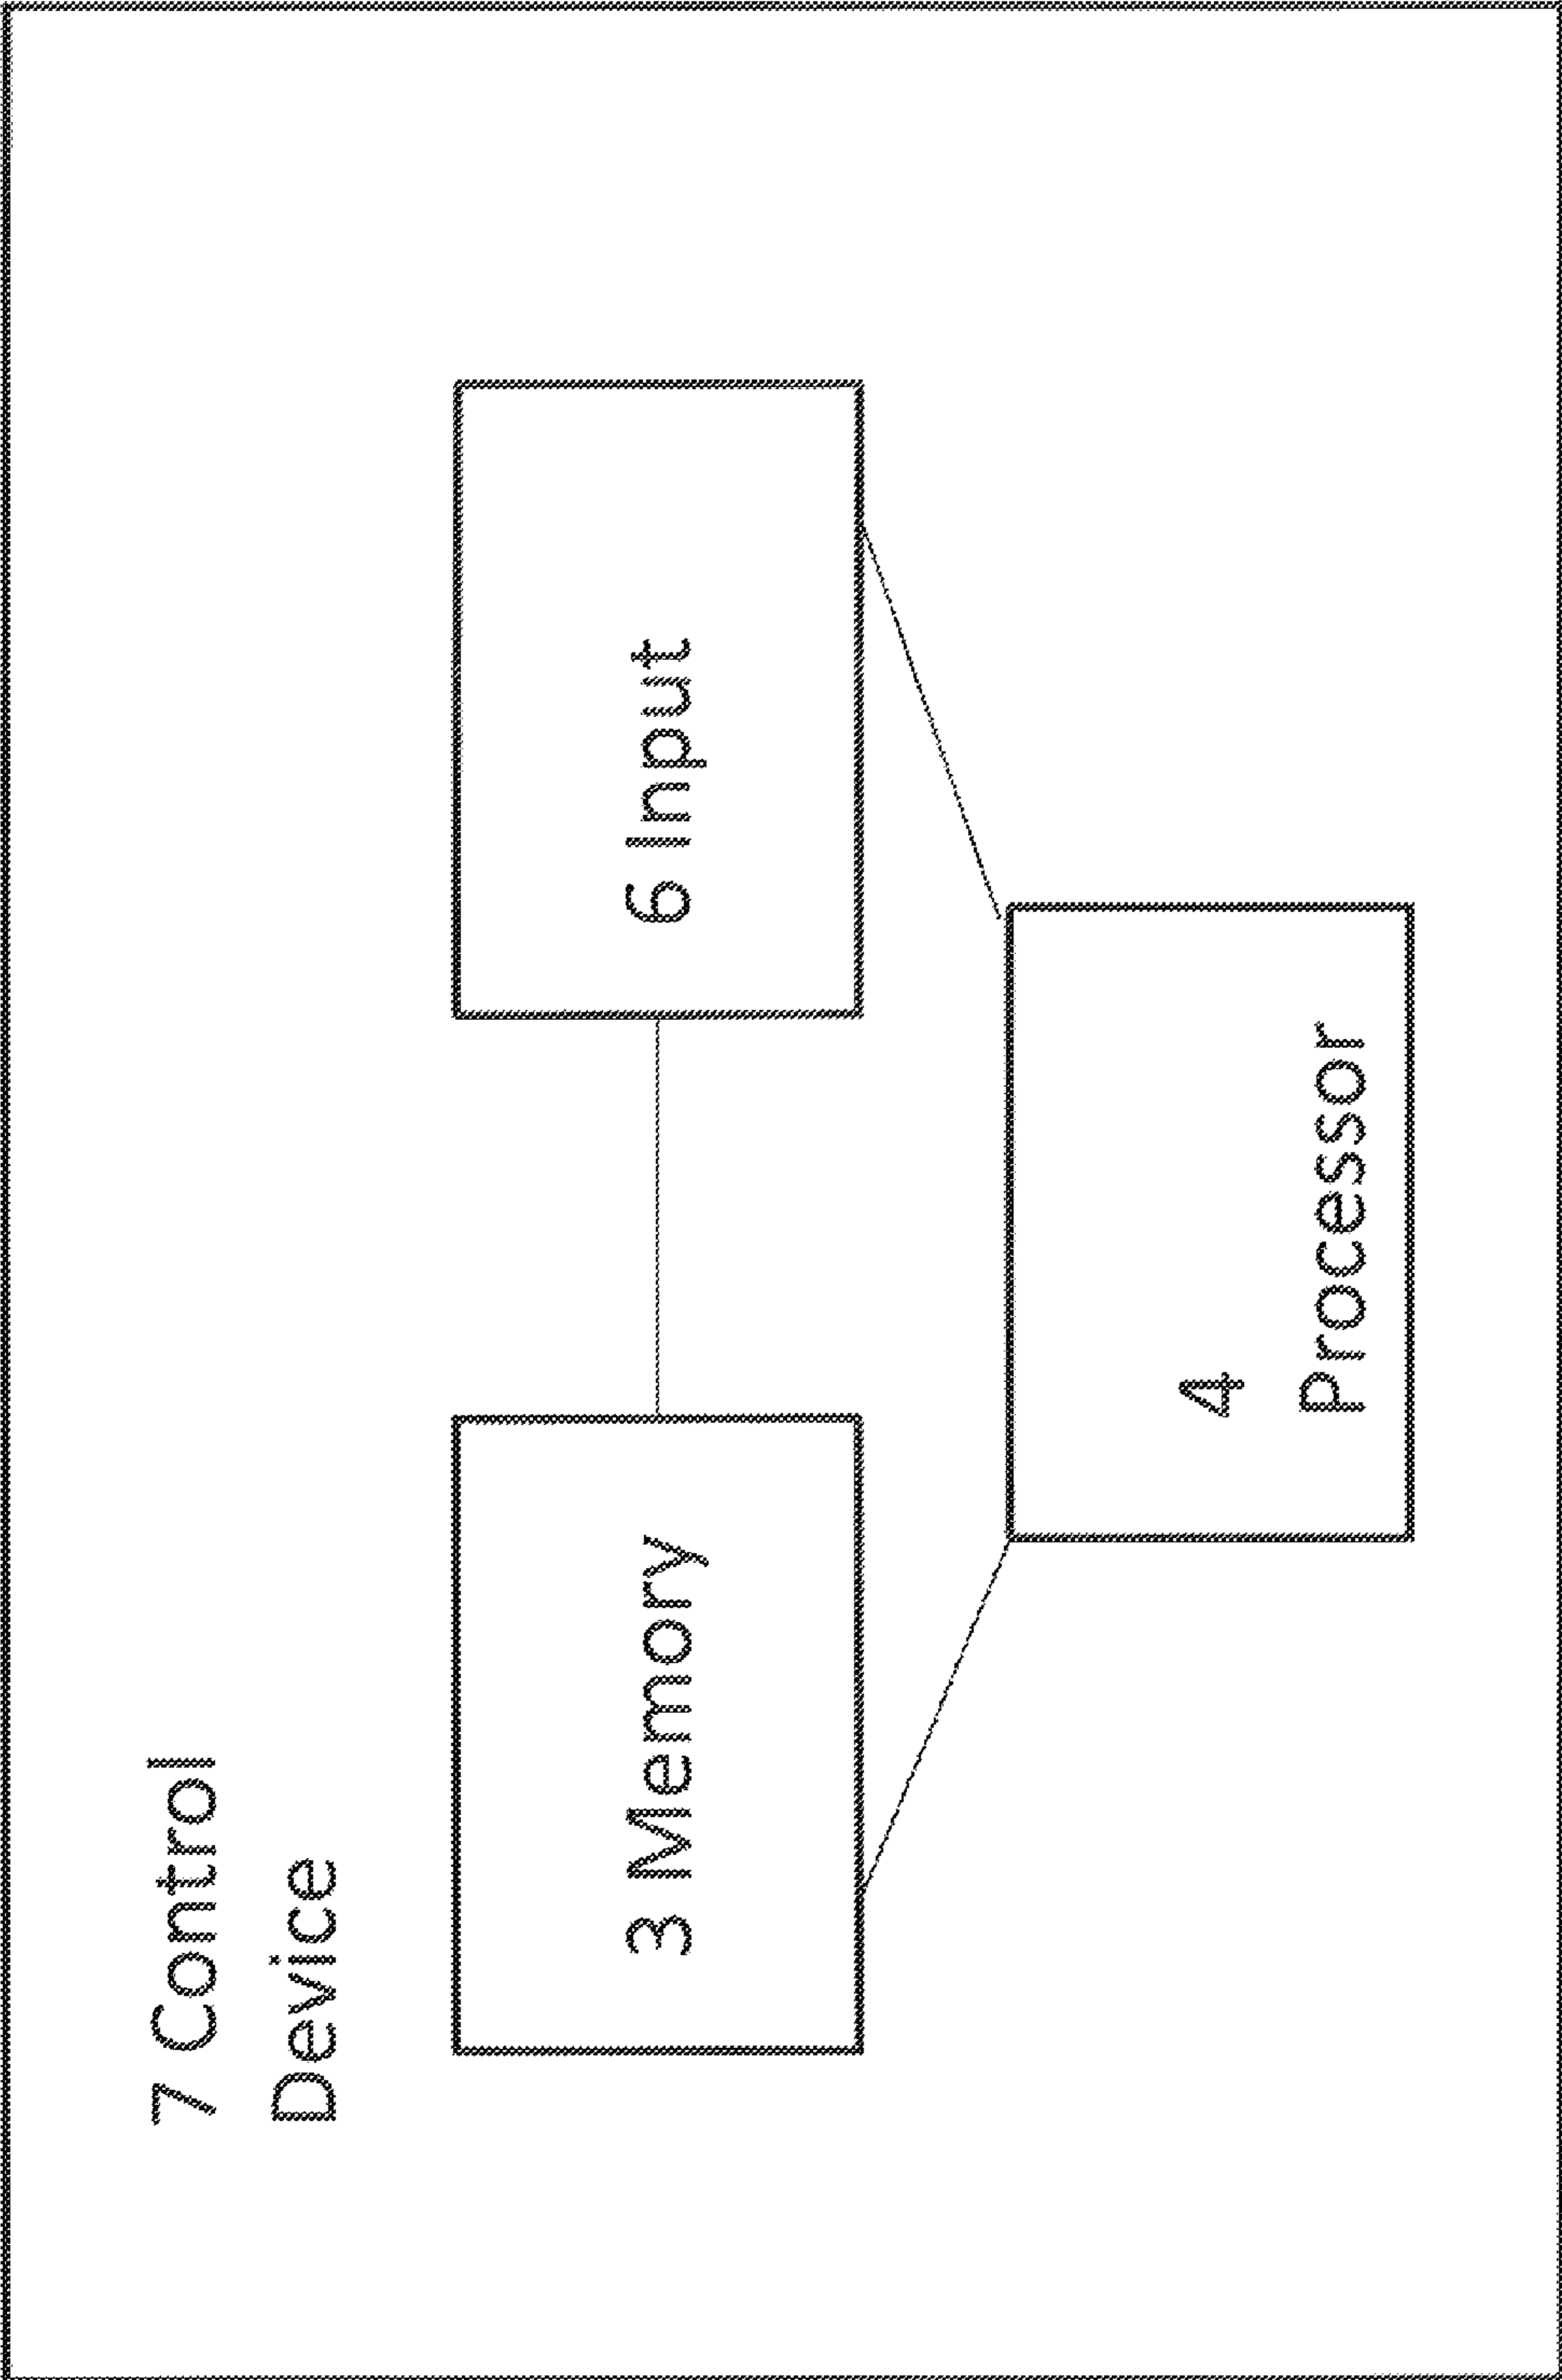 7 Control
Device
3 Memory
6 Input
4
Processor